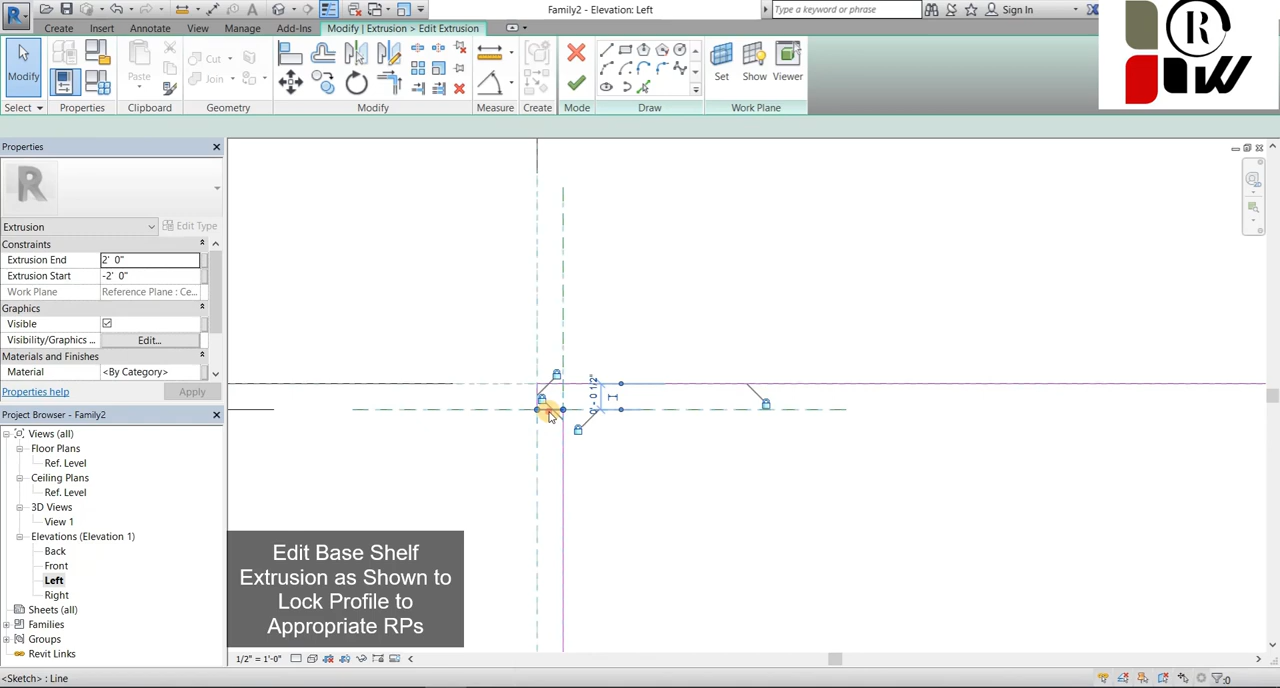 Family2 - Elevation: Left
Type a keyword or phrase
Sign In
Create
Insert
Annotate
View
Manage
Add-Ins
Modify | Extrusion > Edit Extrusion
Modify
Paste
Cut
Join
Set
Show
Viewer
Select
Properties
Clipboard
Geometry
Modify
Measure
Create
Mode
Draw
Work Plane
R
W
Properties
R
Extrusion
Edit Type
Constraints
Extrusion End 2' 0"
Extrusion Start -2' 0"
Work Plane Reference Plane : Ce...
Graphics
Visible
Visibility/Graphics ... Edit...
Materials and Finishes
Material <By Category>
Properties help
Apply
Project Browser - Family2
Views (all)
Floor Plans
Ref. Level
Ceiling Plans
Ref. Level
3D Views
View 1
Elevations (Elevation 1)
Back
Front
Left
Right
Sheets (all)
Families
Groups
Revit Links
0' - 0 1/2"
Edit Base Shelf
Extrusion as Shown to
Lock Profile to
Appropriate RPs
1/2" = 1'-0"
<Sketch> : Line
:0